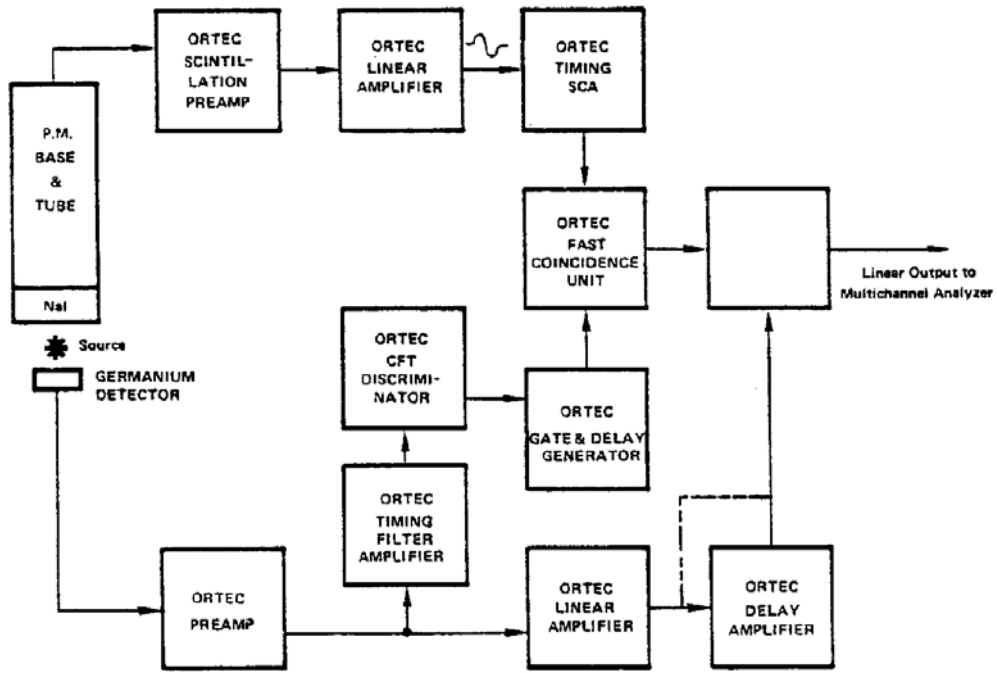 ORTEC
SCINTIL-
LATION
PREAMP
ORTEC
LINEAR
AMPLIFIER
ORTEC
TIMING
SCA
P.M.
BASE
&
TUBE
NaI
Source
GERMANIUM
DETECTOR
ORTEC
FAST
COINCIDENCE
UNIT
Linear Output to
Multichannel Analyzer
ORTEC
CFT
DISCRIMI-
NATOR
ORTEC
GATE & DELAY
GENERATOR
ORTEC
TIMING
FILTER
AMPLIFIER
ORTEC
PREAMP
ORTEC
LINEAR
AMPLIFIER
ORTEC
DELAY
AMPLIFIER